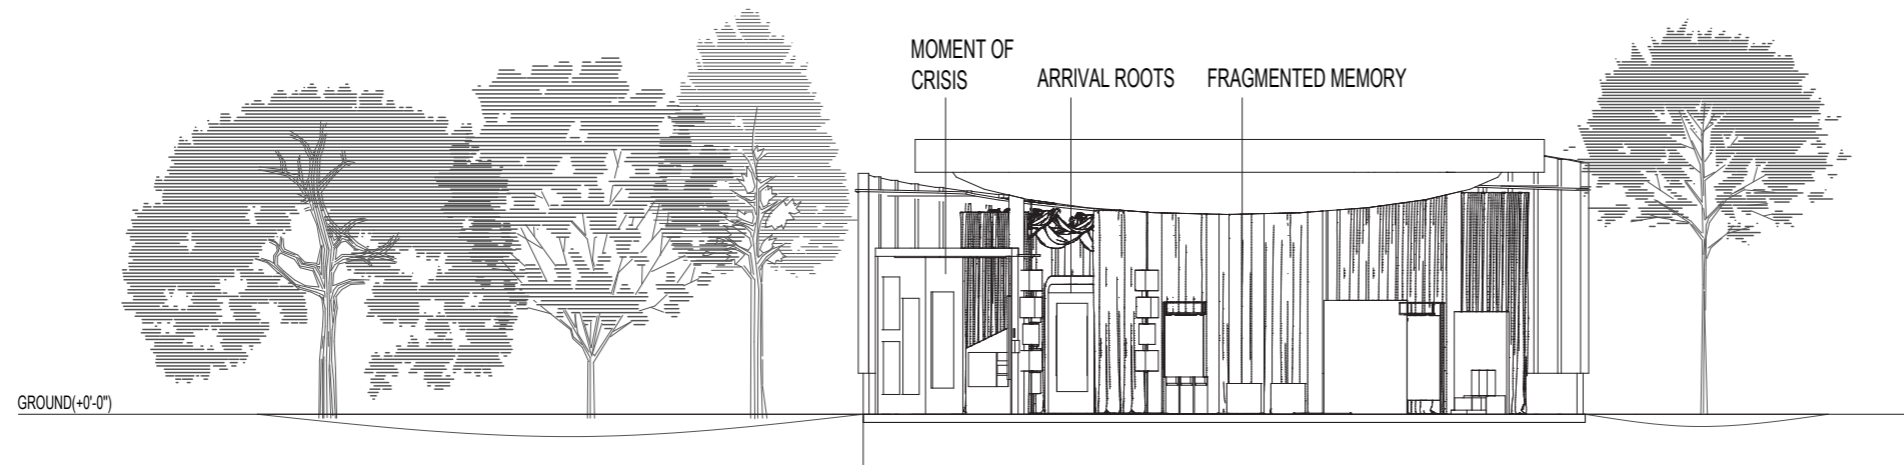 MOMENT OF
CRISIS
ARRIVAL ROOTS
FRAGMENTED MEMORY
GROUND(+0'-0")